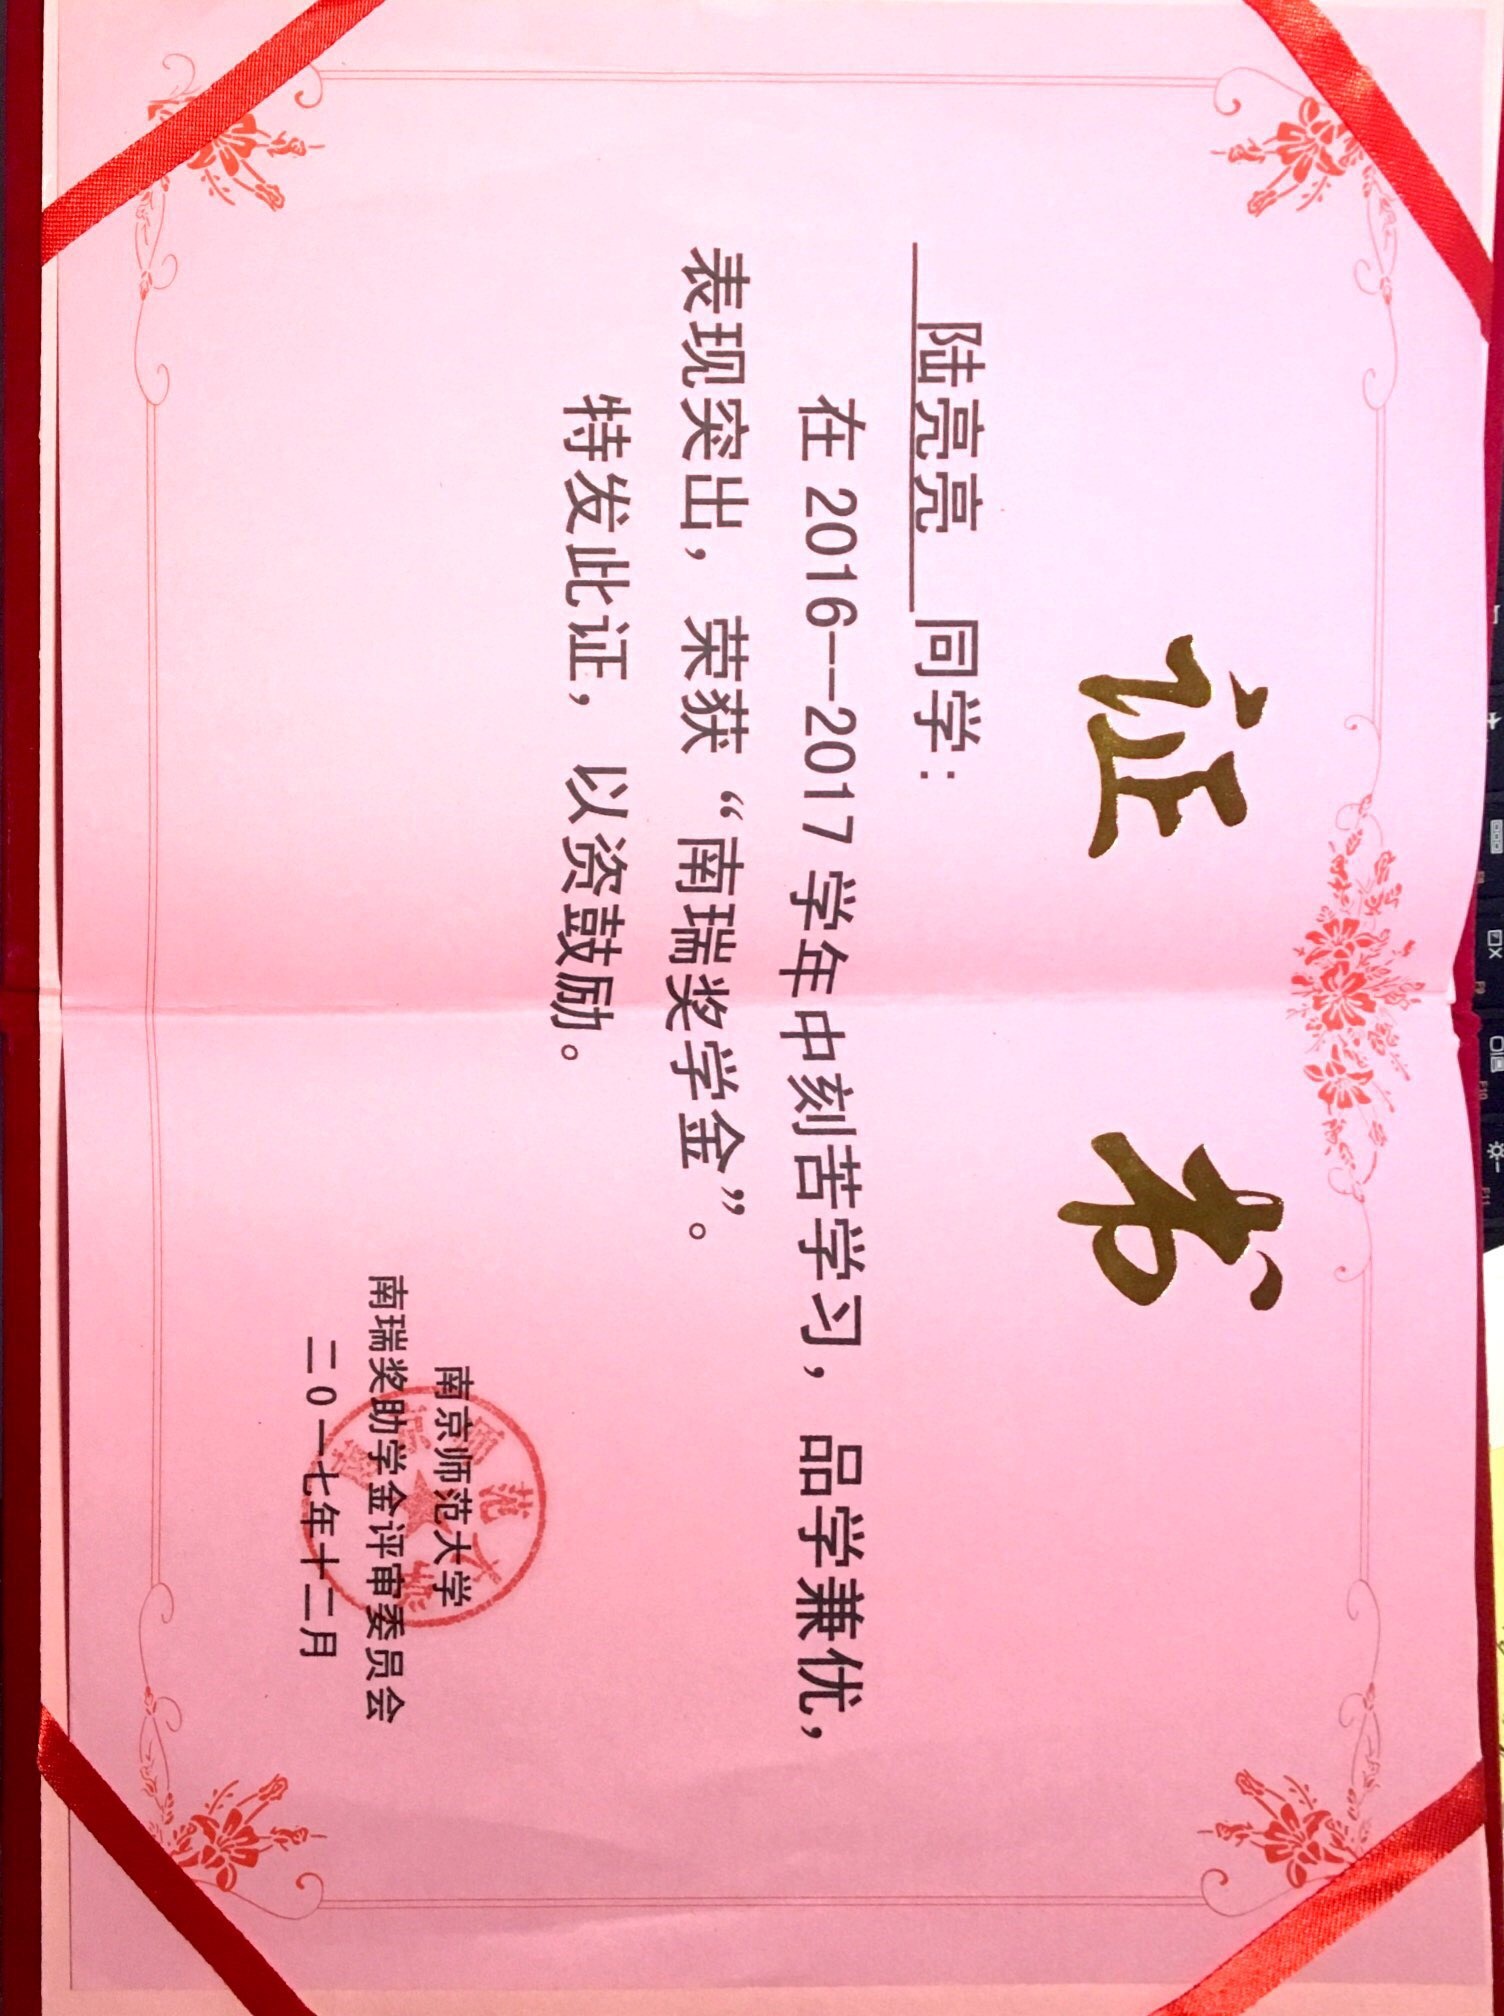 证书
陆亮亮 同学：
在 2016--2017 学年中刻苦学习，品学兼优，
表现突出，荣获“南瑞奖学金”。
特发此证，以资鼓励。
南京师范大学
南瑞奖助学金评审委员会
二0一七年十二月